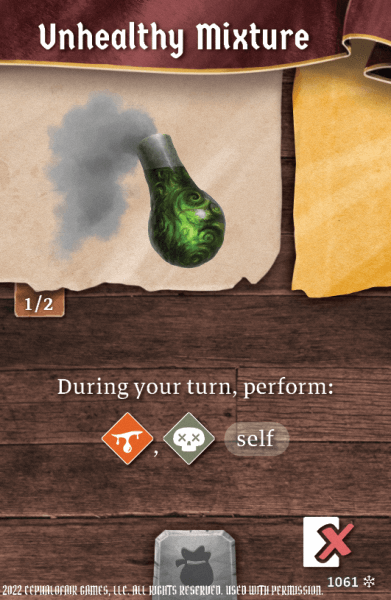 Unhealthy Mixture
1/2
During your turn, perform:
, self
1061
2022 CEPHALOFAIR GAMES, LLC. ALL RIGHTS RESERVED. USED WITH PERMISSION.